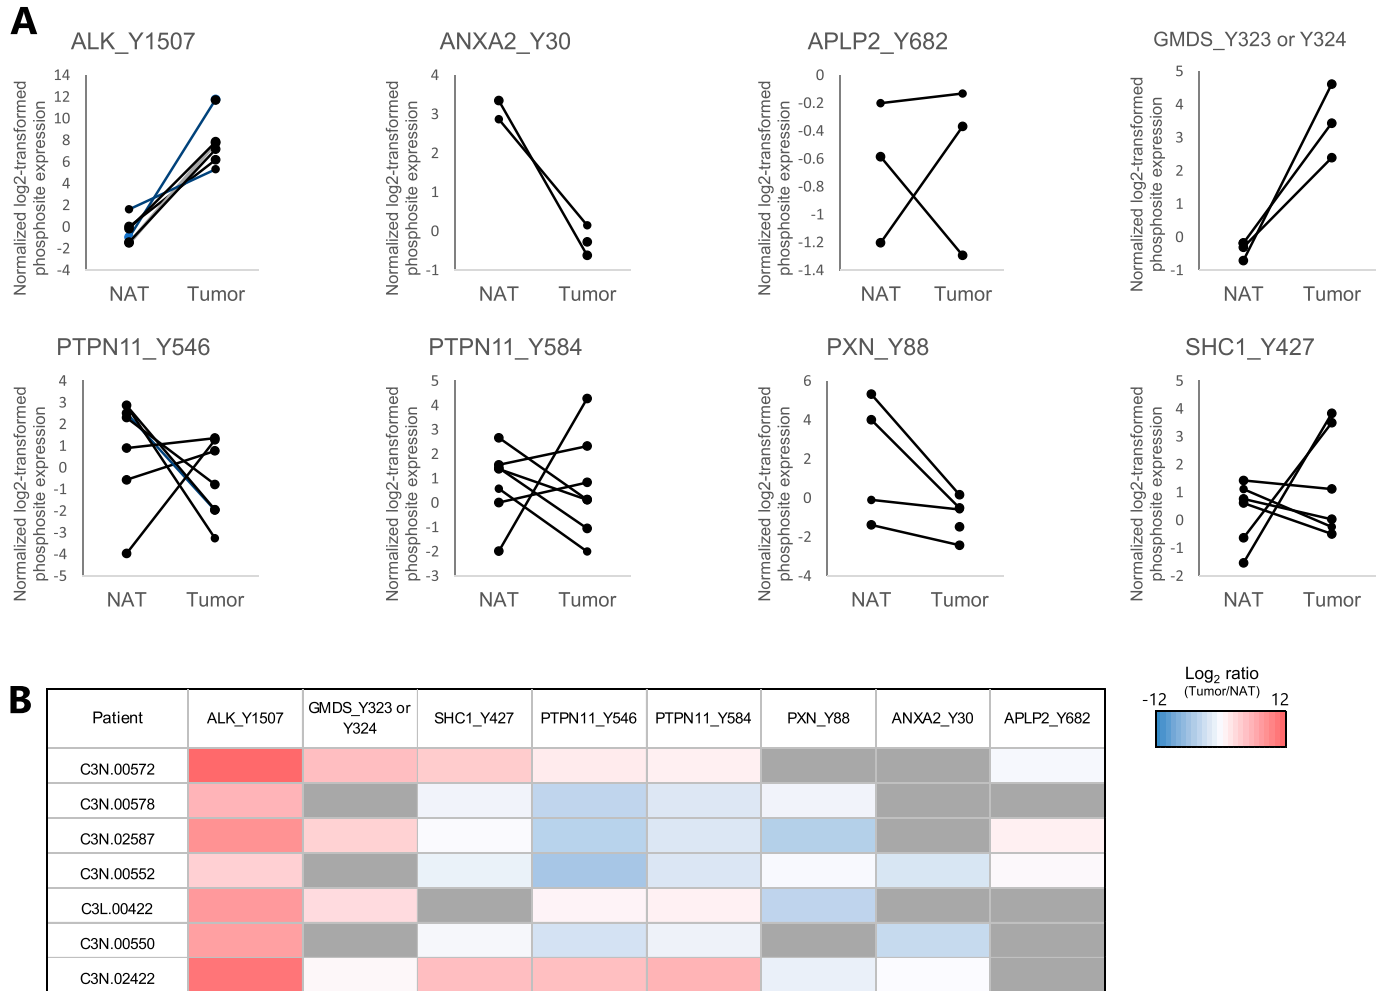 A
ALK_Y1507
Normalized log2-transformed
phosphosite expression
14
12
10
8
6
4
2
0
-2
-4
NAT
Tumor
ANXA2_Y30
Normalized log2-transformed
phosphosite expression
4
3
2
1
0
-1
NAT
Tumor
APLP2_Y682
Normalized log2-transformed
phosphosite expression
0
-0.2
-0.4
-0.6
-0.8
-1
-1.2
-1.4
NAT
Tumor
GMDS_Y323 or Y324
Normalized log2-transformed
phosphosite expression
5
4
3
2
1
0
-1
NAT
Tumor
PTPN11_Y546
Normalized log2-transformed
phosphosite expression
4
3
2
1
0
-1
-2
-3
-4
-5
NAT
Tumor
PTPN11_Y584
Normalized log2-transformed
phosphosite expression
5
4
3
2
1
0
-1
-2
-3
NAT
Tumor
PXN_Y88
Normalized log2-transformed
phosphosite expression
6
4
2
0
-2
-4
NAT
Tumor
SHC1_Y427
Normalized log2-transformed
phosphosite expression
5
4
3
2
1
0
-1
-2
NAT
Tumor
B
Log2 ratio
(Tumor/NAT)
-12 12
Patient ALK_Y1507 GMDS_Y323 or Y324 SHC1_Y427 PTPN11_Y546 PTPN11_Y584 PXN_Y88 ANXA2_Y30 APLP2_Y682
C3N.00572
C3N.00578
C3N.02587
C3N.00552
C3L.00422
C3N.00550
C3N.02422